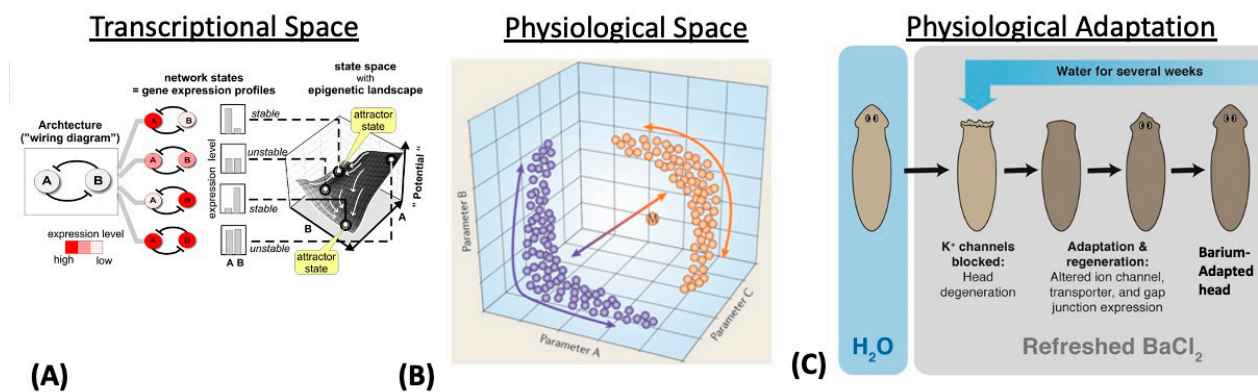 Transcriptional Space
network states
= gene expression profiles
state space
with
epigenetic landscape
Archtecture
("wiring diagram")
A
B
expression level
high
low
A
B
A
B
A
B
A
B
expression level
A B
stable
unstable
stable
unstable
attractor
state
attractor
state
B
A
"Potential"
(A)
Physiological Space
Parameter B
Parameter A
Parameter C
M
(B)
Physiological Adaptation
Water for several weeks
K⁺ channels
blocked:
Head
degeneration
Adaptation &
regeneration:
Altered ion channel,
transporter, and gap
junction expression
Barium-
Adapted
head
H₂O
Refreshed BaCl₂
(C)